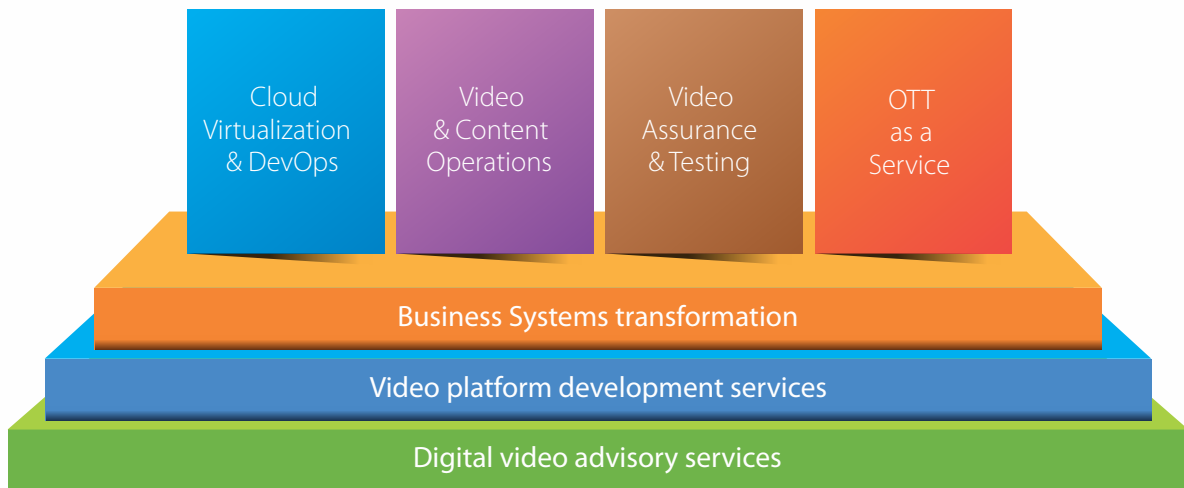 Cloud
Virtualization
& DevOps
Video
& Content
Operations
Video
Assurance
& Testing
OTT
as a
Service
Business Systems transformation
Video platform development services
Digital video advisory services